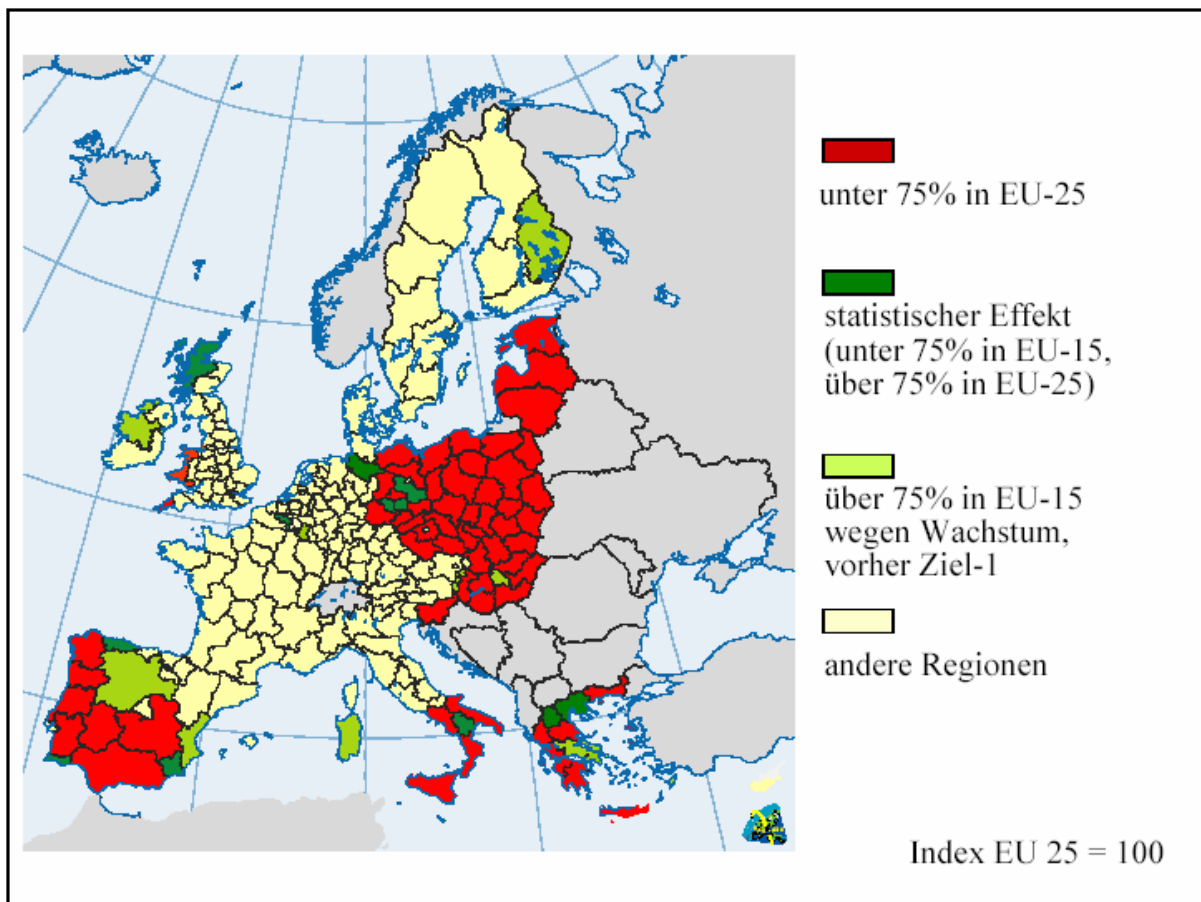 unter 75% in EU-25
statistischer Effekt
(unter 75% in EU-15,
über 75% in EU-25)
über 75% in EU-15
wegen Wachstum,
vorher Ziel-1
andere Regionen
Index EU 25 = 100